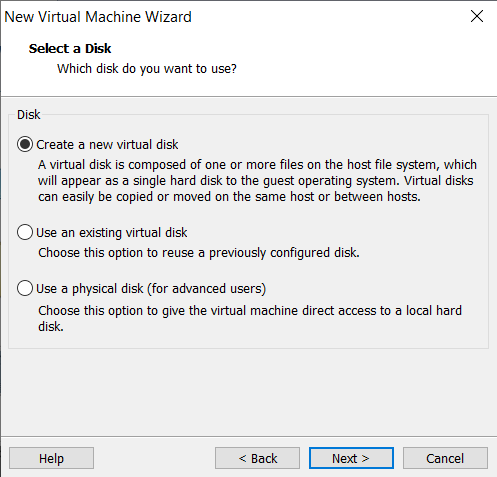 New Virtual Machine Wizard
Select a Disk
Which disk do you want to use?
Disk
Create a new virtual disk
A virtual disk is composed of one or more files on the host file system, which
will appear as a single hard disk to the guest operating system. Virtual disks
can easily be copied or moved on the same host or between hosts.
Use an existing virtual disk
Choose this option to reuse a previously configured disk.
Use a physical disk (for advanced users)
Choose this option to give the virtual machine direct access to a local hard
disk.
Help
< Back
Next >
Cancel